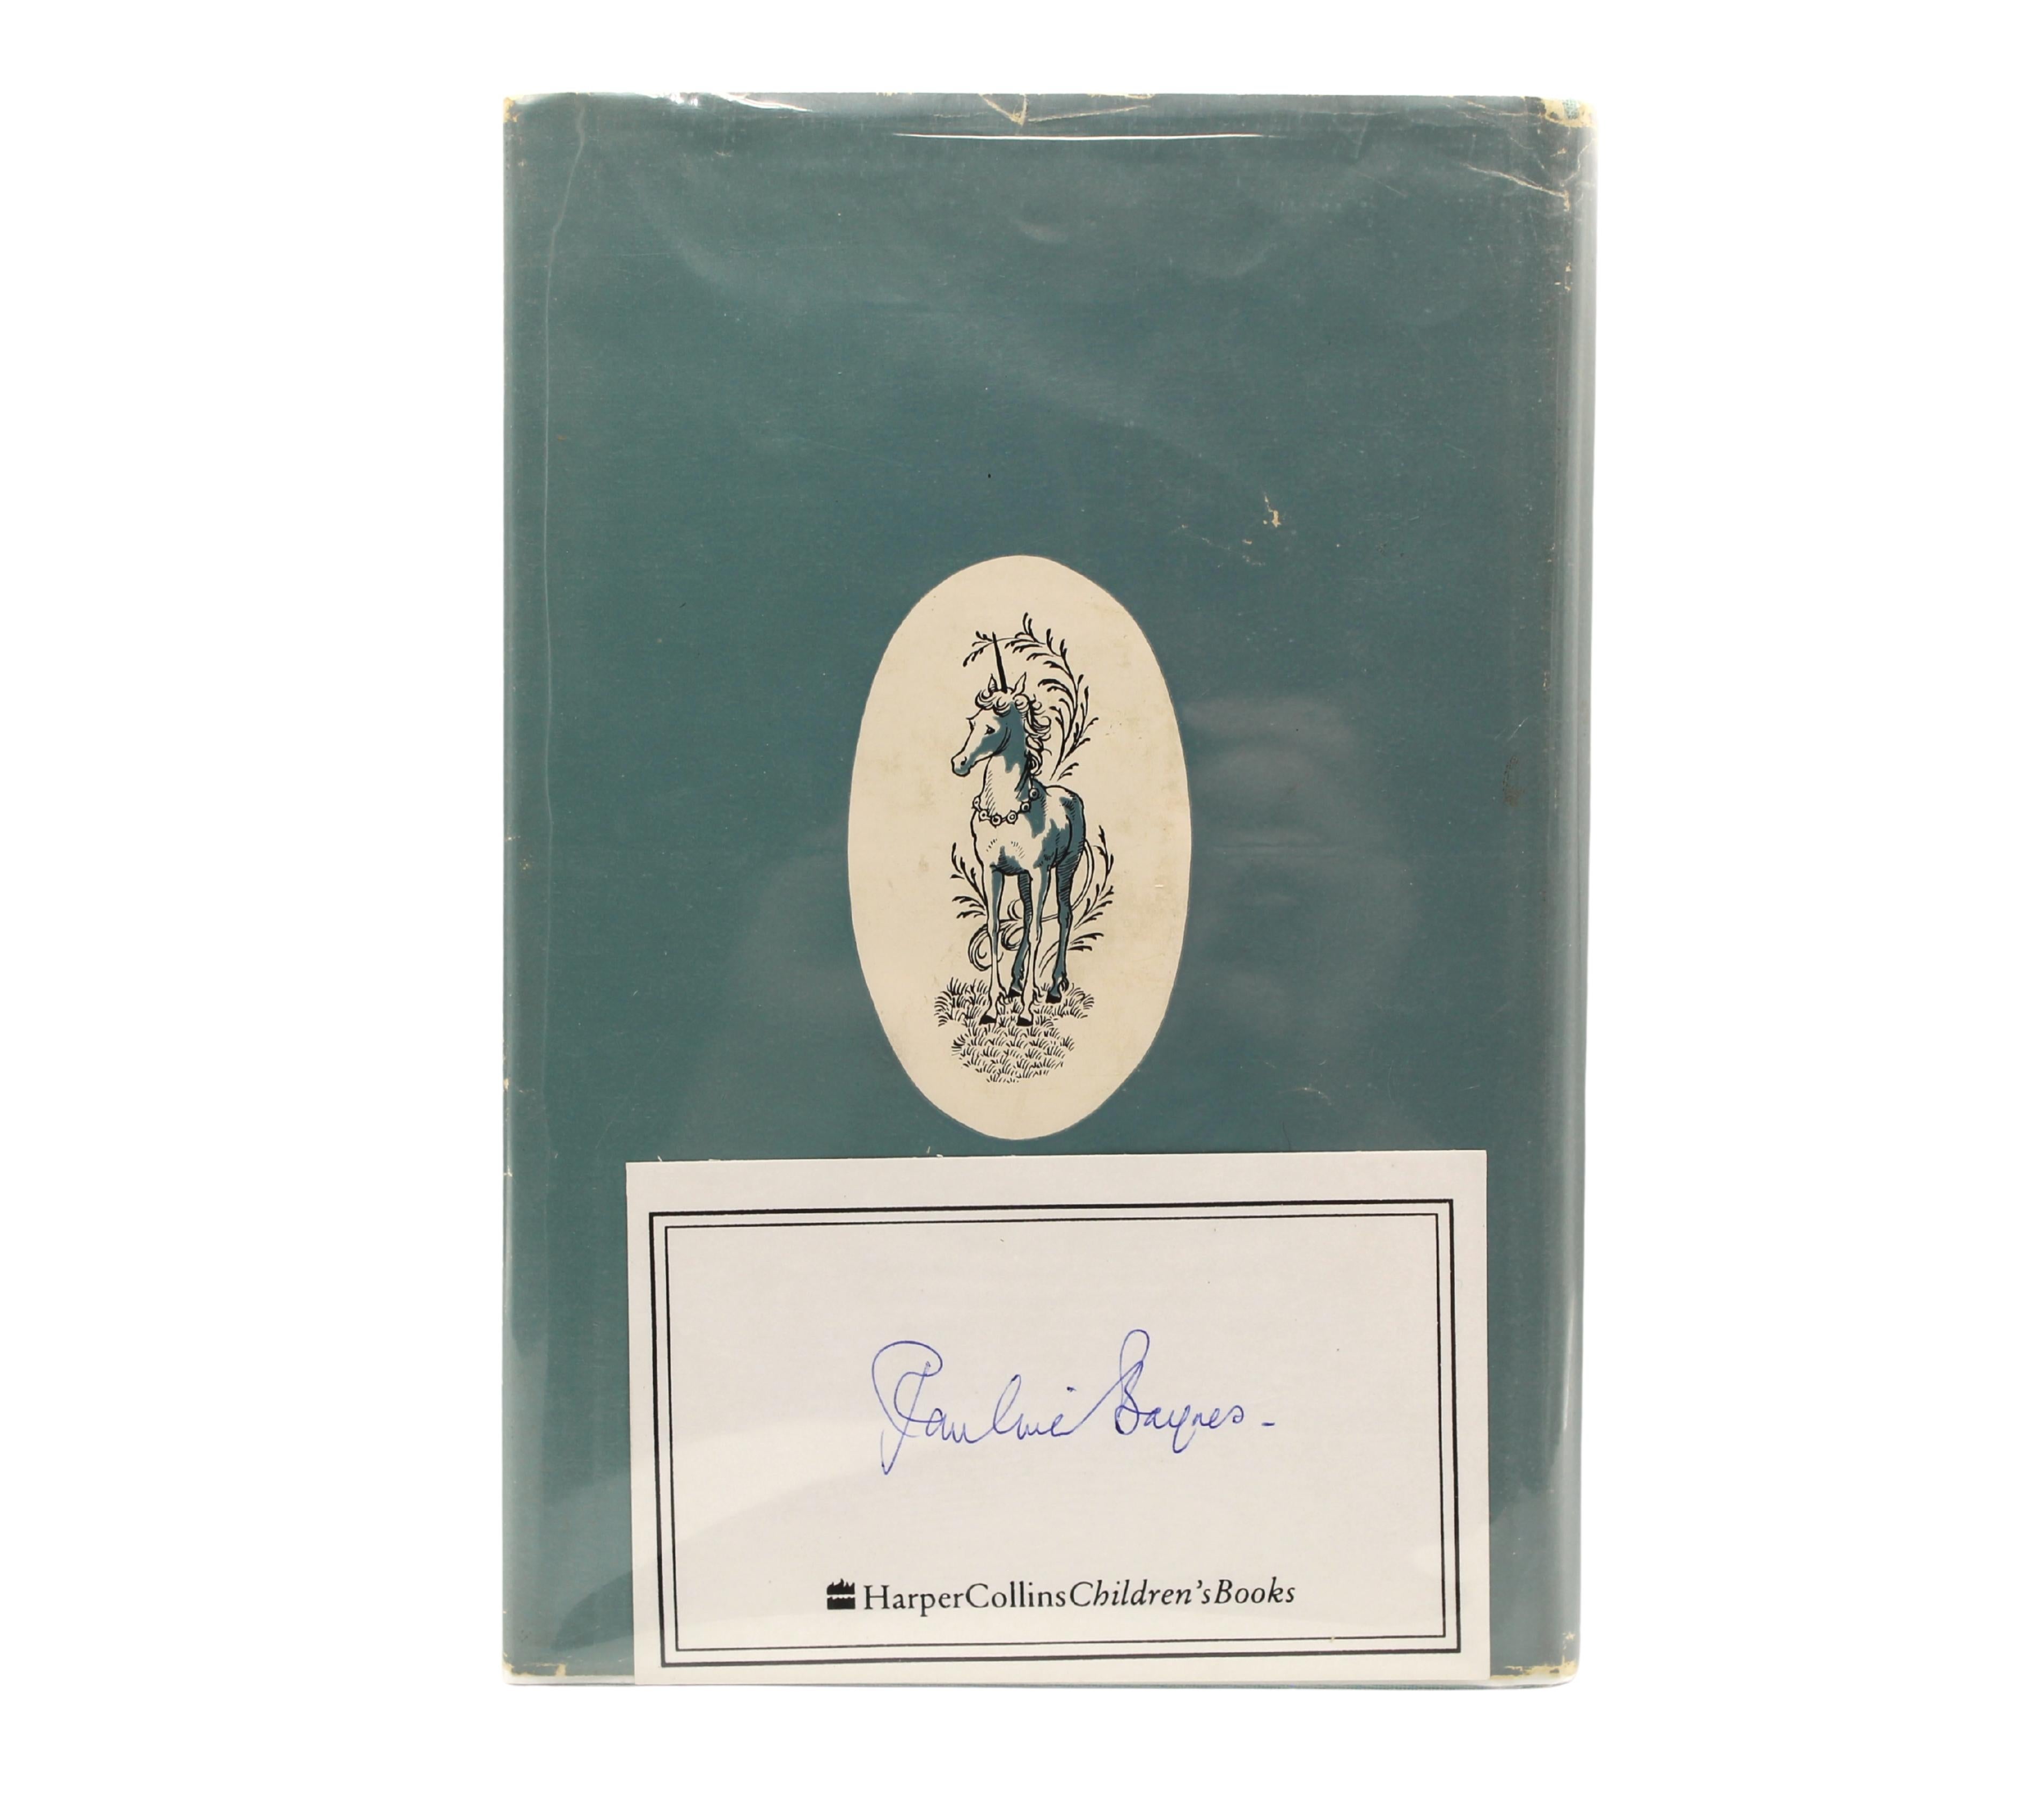 Pauline Baynes -
HarperCollinsChildren'sBooks